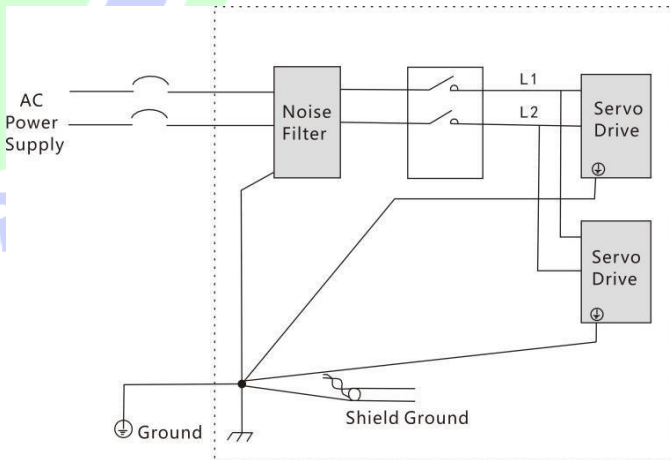 AC
Power
Supply
Noise
Filter
L1
L2
Servo
Drive
Servo
Drive
Shield Ground
Ground